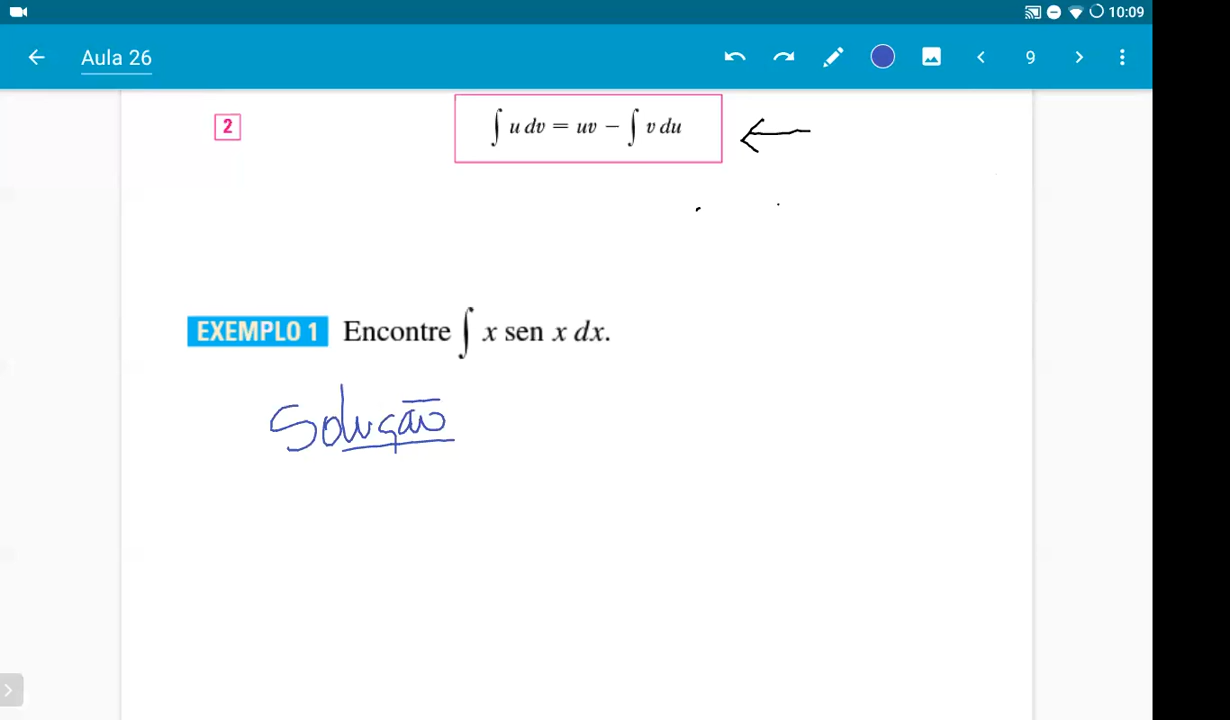 10:09
Aula 26
9
2
∫ u dv = uv − ∫ v du
EXEMPLO 1 Encontre ∫ x sen x dx.
Solução